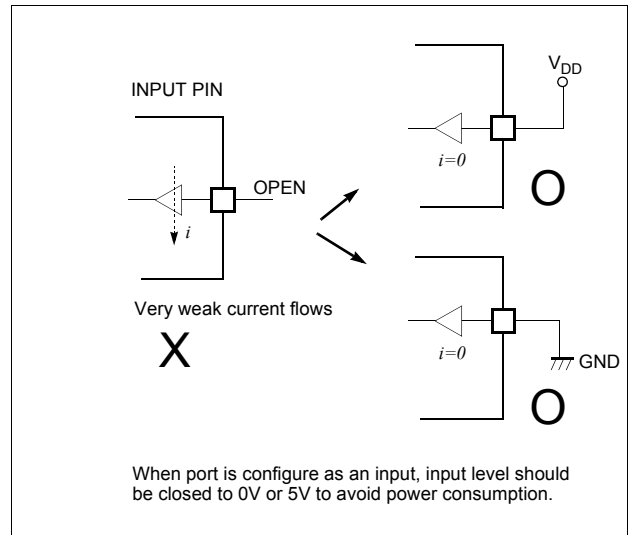 INPUT PIN
OPEN
i
Very weak current flows
X
V_DD
i=0
O
i=0
GND
O
When port is configure as an input, input level should
be closed to 0V or 5V to avoid power consumption.